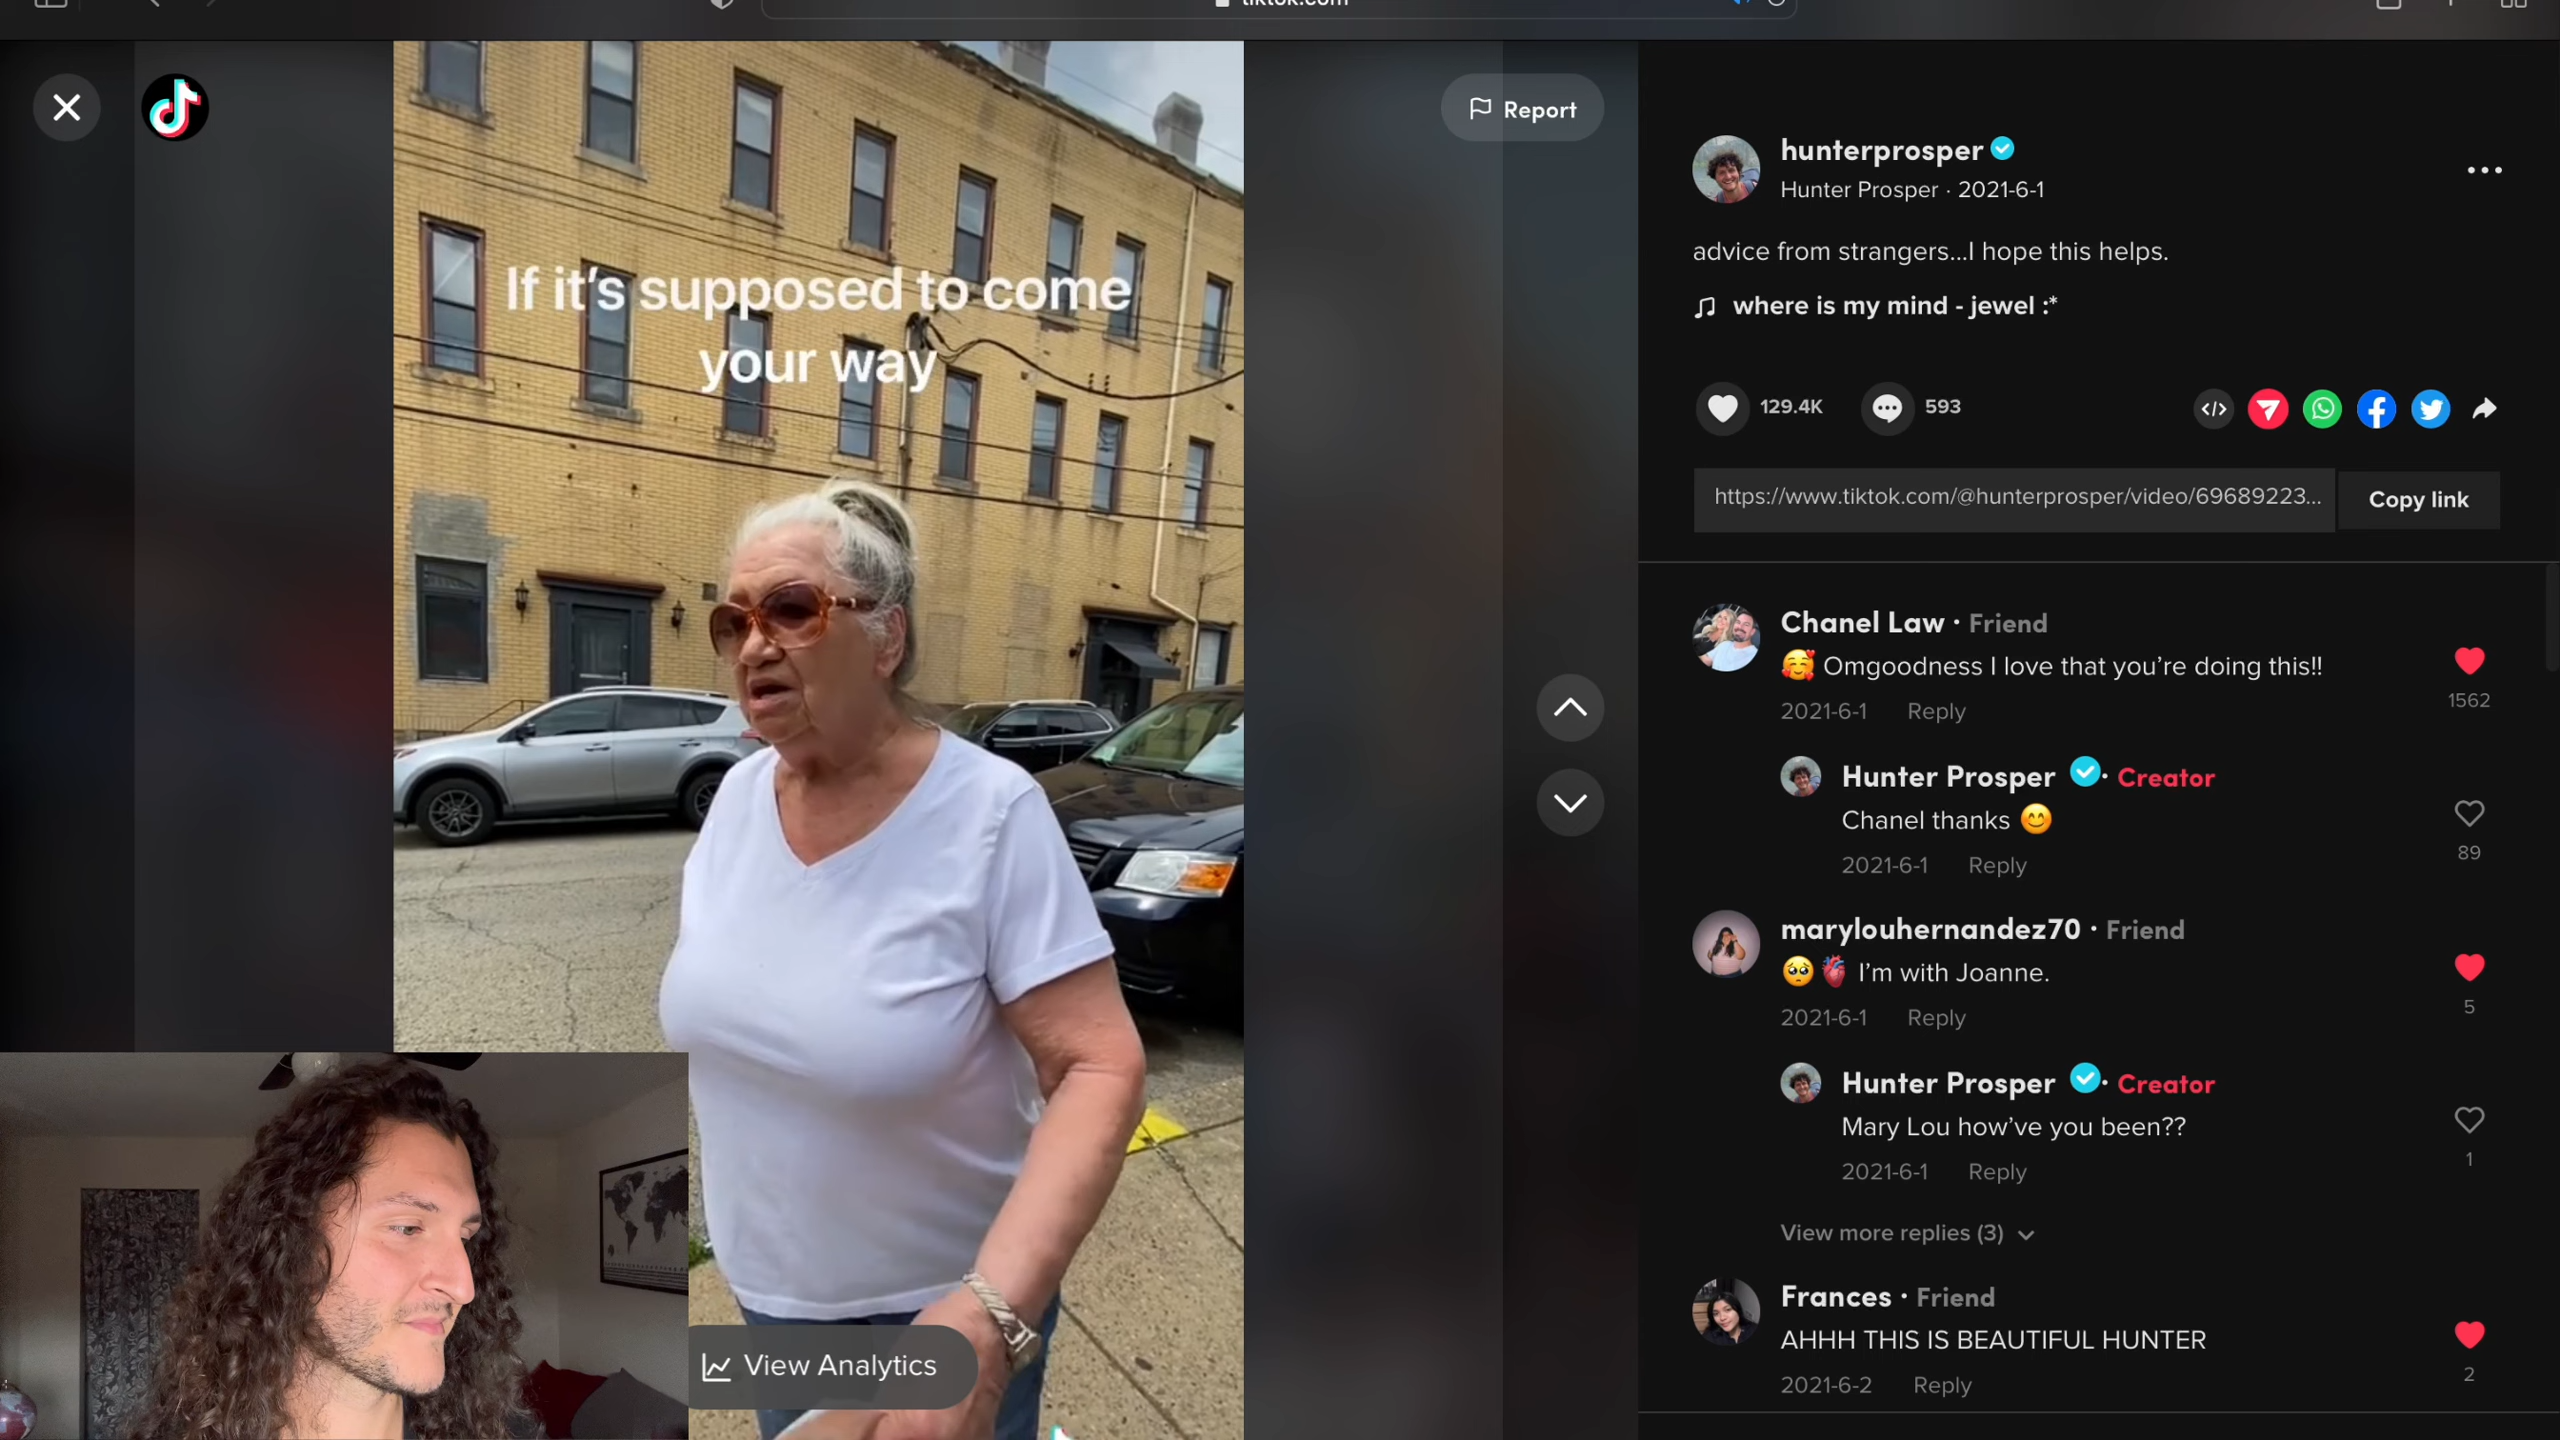 tiktok.com
Report
If it's supposed to come
your way
View Analytics
hunterprosper
Hunter Prosper · 2021-6-1
advice from strangers...I hope this helps.
where is my mind - jewel :*
129.4K
593
https://www.tiktok.com/@hunterprosper/video/69689223...
Copy link
Chanel Law · Friend
🥰 Omgoodness I love that you're doing this!!
1562
2021-6-1 Reply
Hunter Prosper · Creator
Chanel thanks 😊
89
2021-6-1 Reply
marylouhernandez70 · Friend
🥺🫀 I'm with Joanne.
5
2021-6-1 Reply
Hunter Prosper · Creator
Mary Lou how've you been??
1
2021-6-1 Reply
View more replies (3)
Frances · Friend
AHHH THIS IS BEAUTIFUL HUNTER
2
2021-6-2 Reply